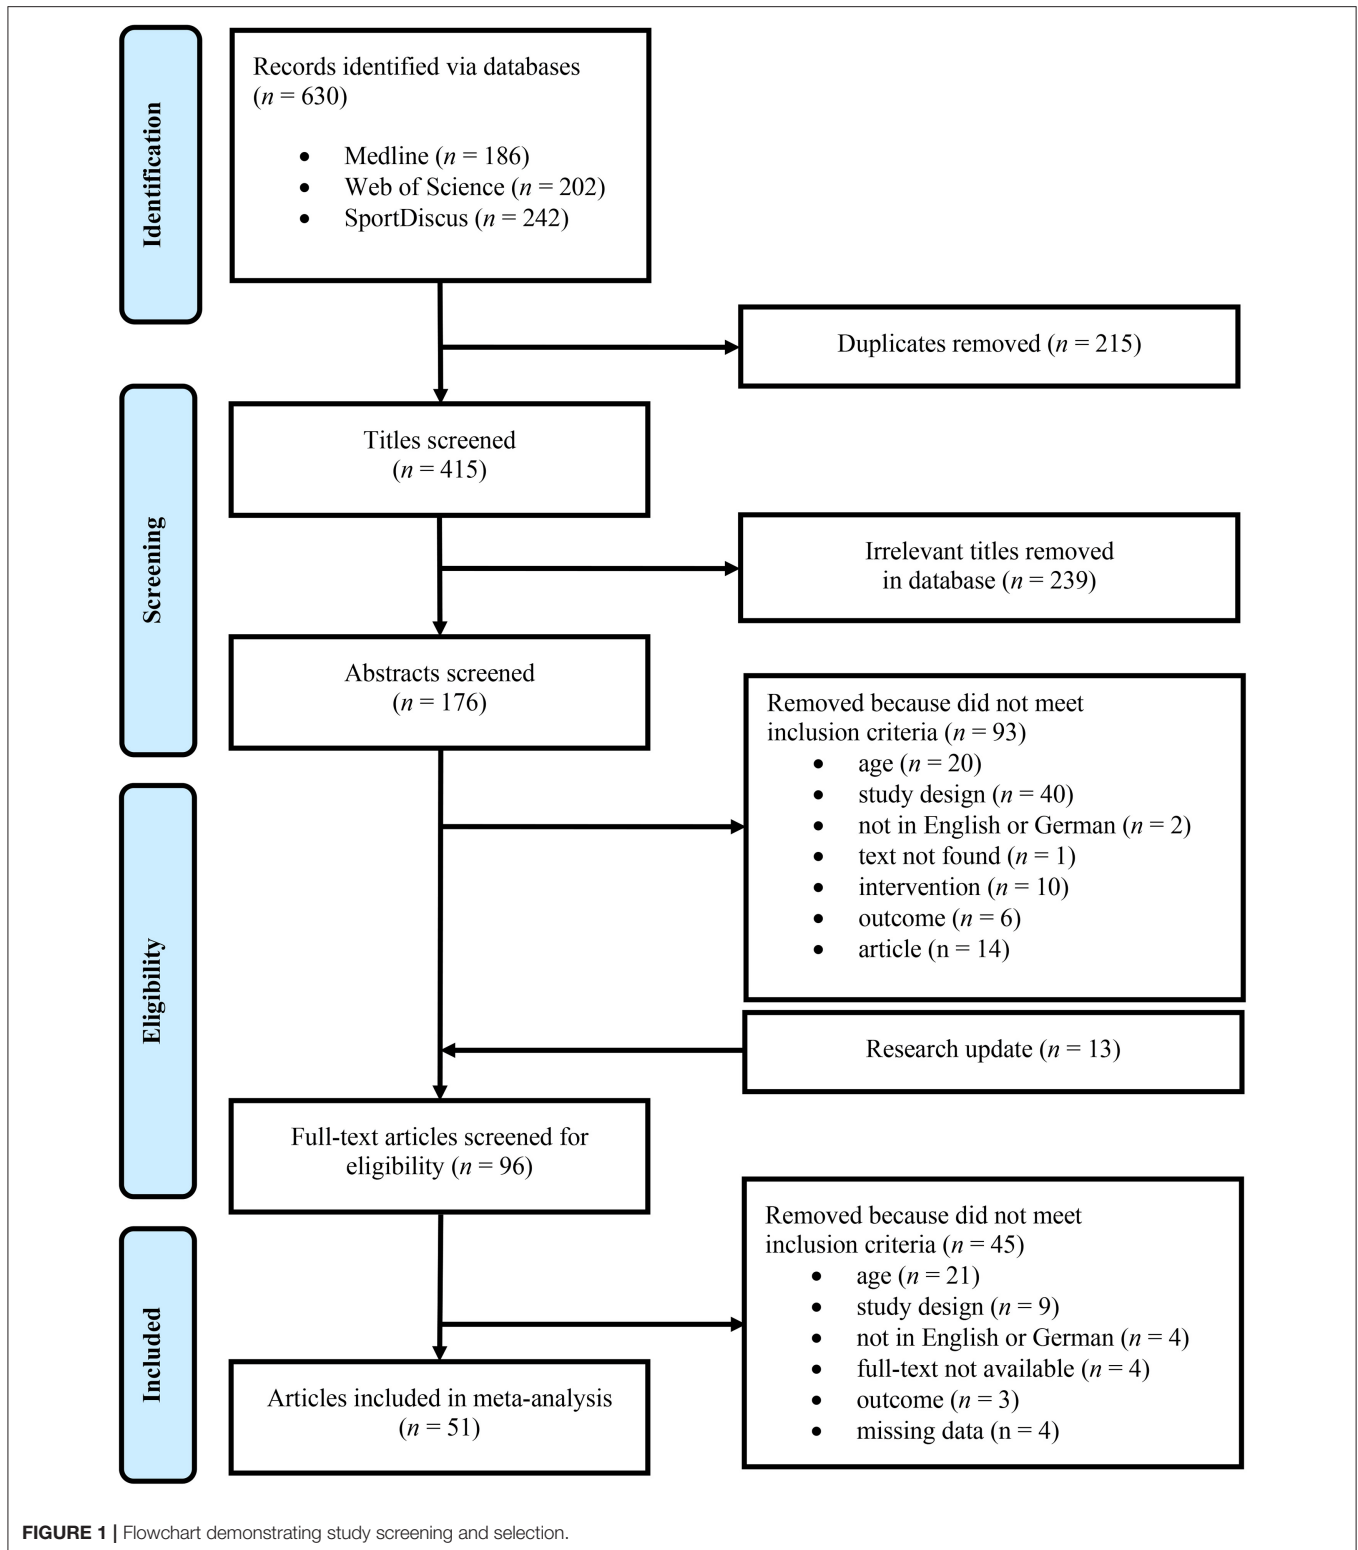 Identification
Records identified via databases
(n = 630)
• Medline (n = 186)
• Web of Science (n = 202)
• SportDiscus (n = 242)
Duplicates removed (n = 215)
Screening
Titles screened
(n = 415)
Irrelevant titles removed
in database (n = 239)
Abstracts screened
(n = 176)
Removed because did not meet
inclusion criteria (n = 93)
• age (n = 20)
• study design (n = 40)
• not in English or German (n = 2)
• text not found (n = 1)
• intervention (n = 10)
• outcome (n = 6)
• article (n = 14)
Eligibility
Research update (n = 13)
Full-text articles screened for
eligibility (n = 96)
Removed because did not meet
inclusion criteria (n = 45)
• age (n = 21)
• study design (n = 9)
• not in English or German (n = 4)
• full-text not available (n = 4)
• outcome (n = 3)
• missing data (n = 4)
Included
Articles included in meta-analysis
(n = 51)
FIGURE 1 | Flowchart demonstrating study screening and selection.